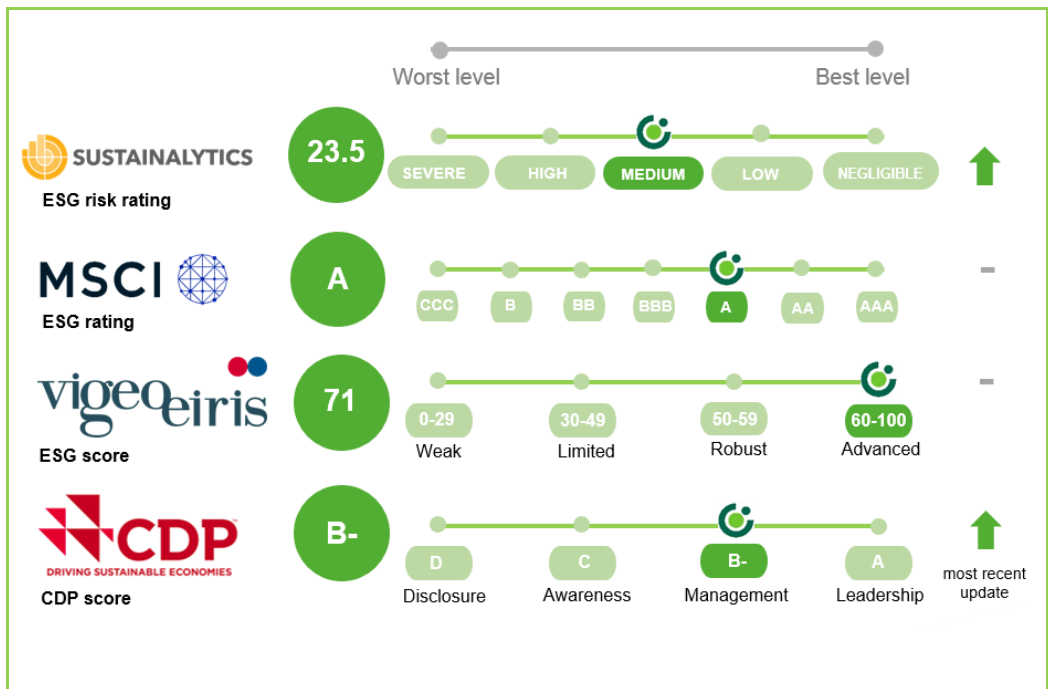 Worst level
Best level
SUSTAINALYTICS
ESG risk rating
23.5
SEVERE
HIGH
MEDIUM
LOW
NEGLIGIBLE
MSCI
ESG rating
A
CCC
B
BB
BBB
A
AA
AAA
-
vigeoeiris
ESG score
71
0-29
30-49
50-59
60-100
Weak
Limited
Robust
Advanced
-
CDP
DRIVING SUSTAINABLE ECONOMIES
CDP score
B-
D
C
B-
A
Disclosure
Awareness
Management
Leadership
most recent
update